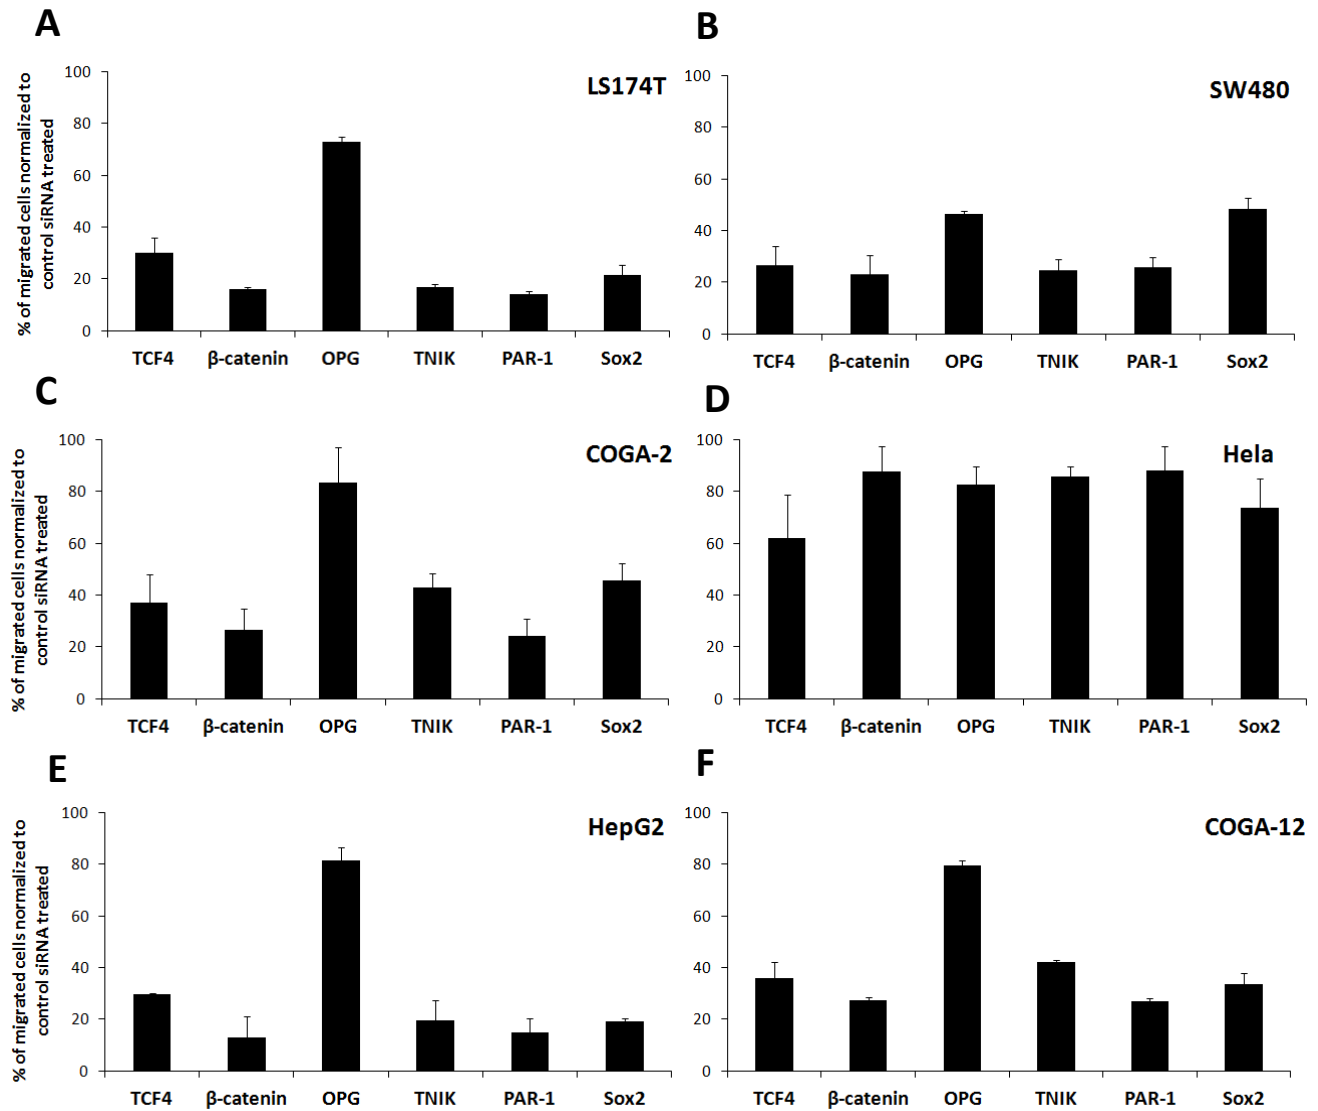 A
% of migrated cells normalized to
control siRNA treated
LS174T
100
80
60
40
20
0
TCF4 β-catenin OPG TNIK PAR-1 Sox2
B
SW480
100
80
60
40
20
0
TCF4 β-catenin OPG TNIK PAR-1 Sox2
C
% of migrated cells normalized to
control siRNA treated
COGA-2
100
80
60
40
20
0
TCF4 β-catenin OPG TNIK PAR-1 Sox2
D
Hela
100
80
60
40
20
0
TCF4 β-catenin OPG TNIK PAR-1 Sox2
E
% of migrated cells normalized to
control siRNA treated
HepG2
100
80
60
40
20
0
TCF4 β-catenin OPG TNIK PAR-1 Sox2
F
COGA-12
100
80
60
40
20
0
TCF4 β-catenin OPG TNIK PAR-1 Sox2